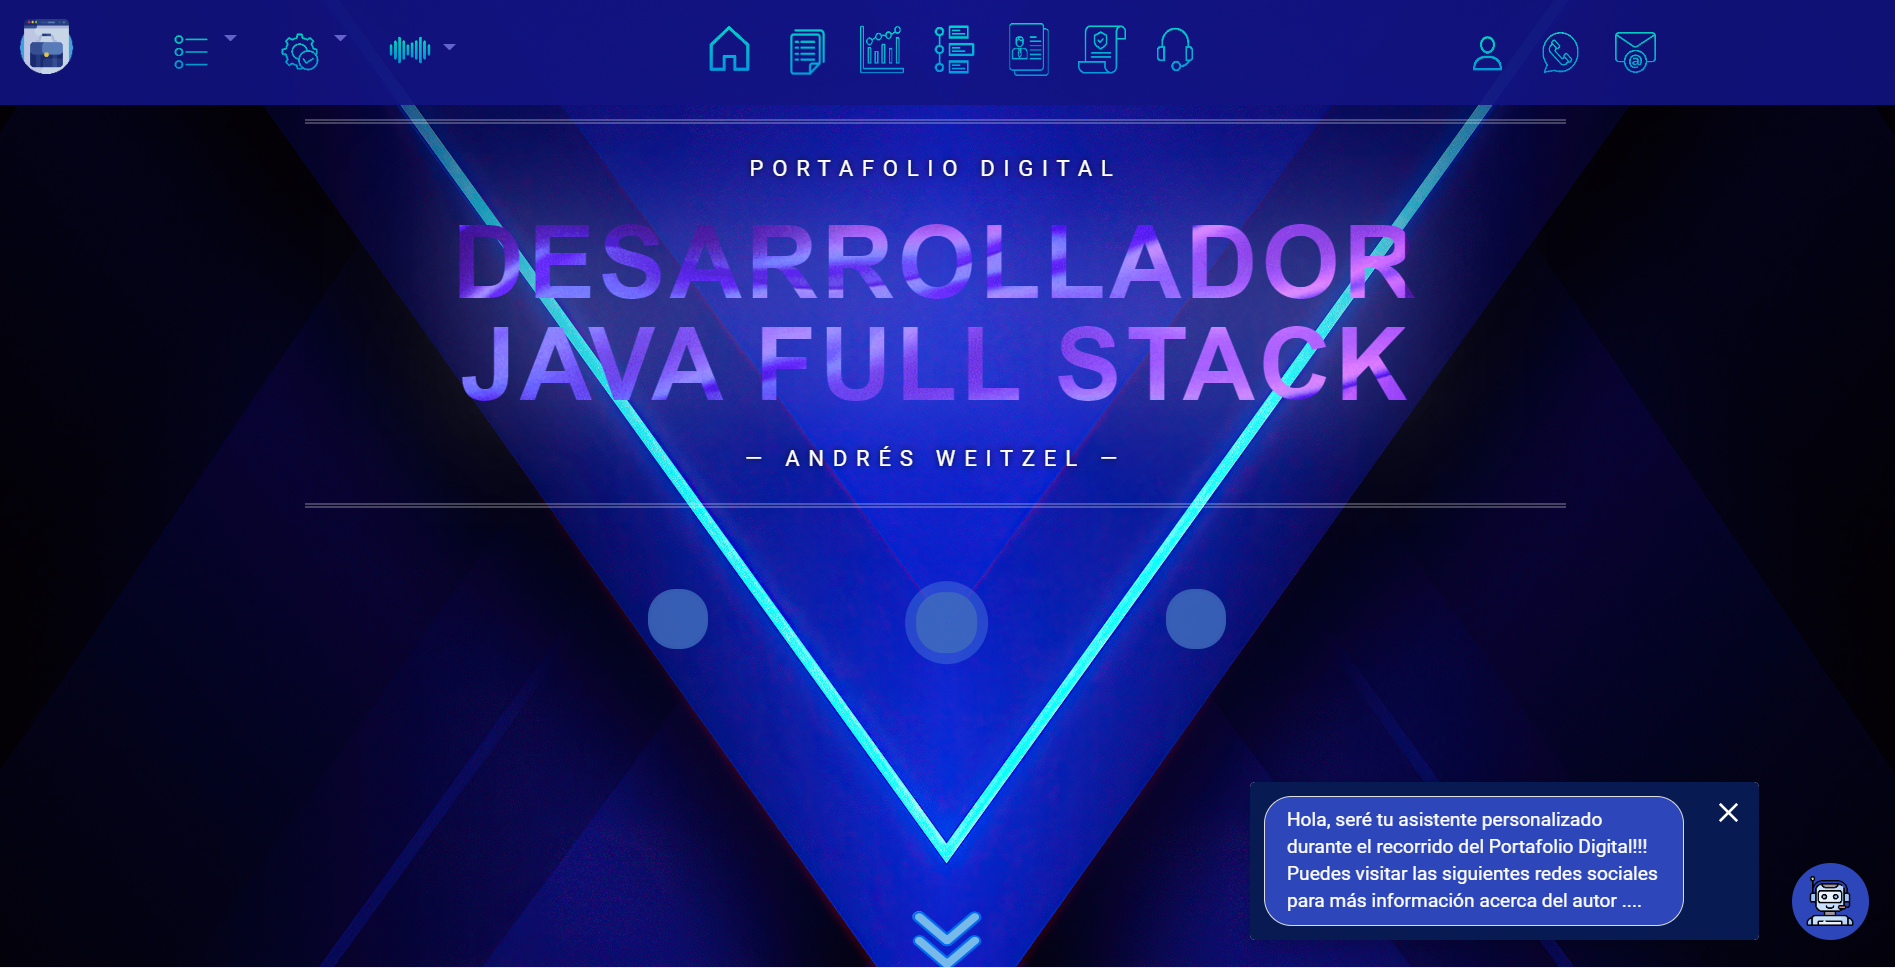 PORTAFOLIO DIGITAL
DESARROLLADOR
JAVA FULL STACK
— ANDRÉS WEITZEL —
Hola, seré tu asistente personalizado
durante el recorrido del Portafolio Digital!!!
Puedes visitar las siguientes redes sociales
para más información acerca del autor ....